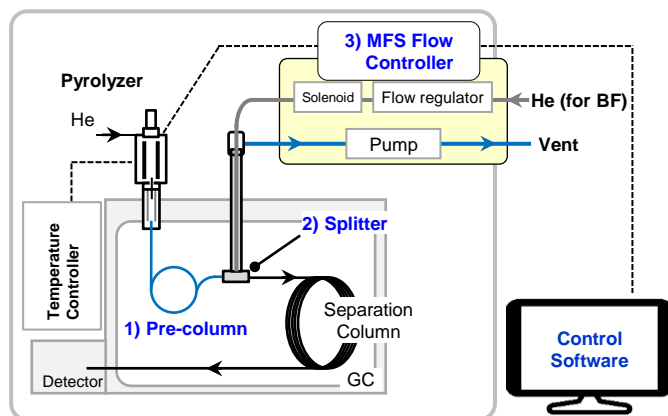 3) MFS Flow
Controller
Pyrolyzer
Solenoid
Flow regulator
He (for BF)
He
Pump
Vent
Temperature
Controller
2) Splitter
1) Pre-column
Separation
Column
Detector
GC
Control
Software